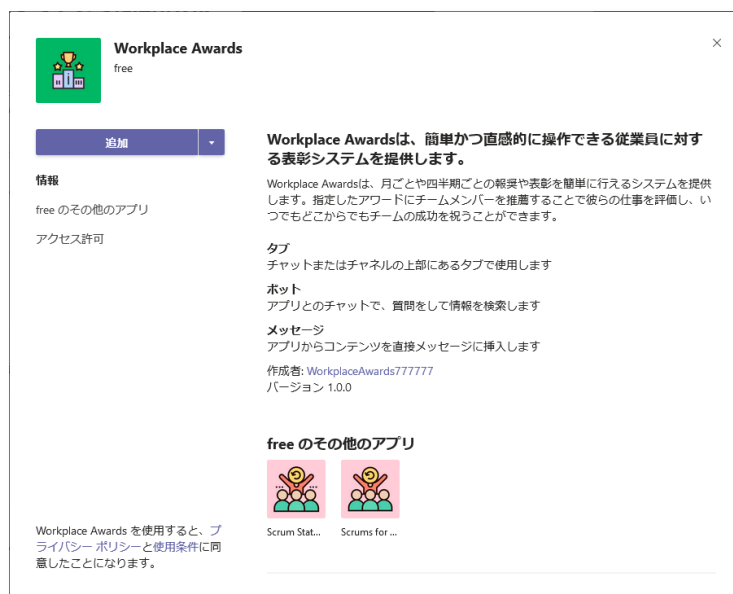 Workplace Awards
free
追加
情報
free のその他のアプリ
アクセス許可
Workplace Awards を使用すると、プ
ライバシー ポリシーと使用条件に同
意したことになります。
Workplace Awardsは、簡単かつ直感的に操作できる従業員に対す
る表彰システムを提供します。
Workplace Awardsは、月ごとや四半期ごとの報奨や表彰を簡単に行えるシステムを提供
します。指定したアワードにチームメンバーを推薦することで彼らの仕事を評価し、い
つでもどこからでもチームの成功を祝うことができます。
タブ
チャットまたはチャネルの上部にあるタブで使用します
ボット
アプリとのチャットで、質問をして情報を検索します
メッセージ
アプリからコンテンツを直接メッセージに挿入します
作成者: WorkplaceAwards777777
バージョン 1.0.0
free のその他のアプリ
Scrum Stat...
Scrums for ...